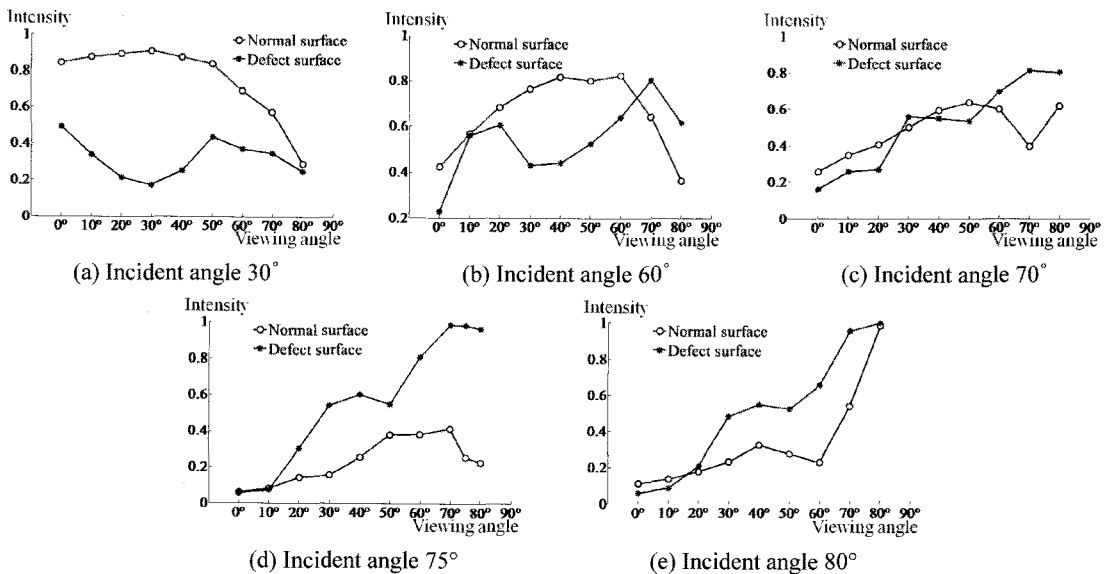 Intensity
1
0.8
0.6
0.4
0.2
0
Normal surface
Defect surface
0° 10° 20° 30° 40° 50° 60° 70° 80° 90°
Viewing angle
(a) Incident angle 30°
Intensity
1
0.8
0.6
0.4
0.2
Normal surface
Defect surface
0° 10° 20° 30° 40° 50° 60° 70° 80° 90°
Viewing angle
(b) Incident angle 60°
Intensity
1
0.8
0.6
0.4
0.2
0
Normal surface
Defect surface
0° 10° 20° 30° 40° 50° 60° 70° 80° 90°
Viewing angle
(c) Incident angle 70°
Intensity
1
0.8
0.6
0.4
0.2
0
Normal surface
Defect surface
0° 10° 20° 30° 40° 50° 60° 70° 80° 90°
Viewing angle
(d) Incident angle 75°
Intensity
1
0.8
0.6
0.4
0.2
0
Normal surface
Defect surface
0° 10° 20° 30° 40° 50° 60° 70° 80° 90°
Viewing angle
(e) Incident angle 80°